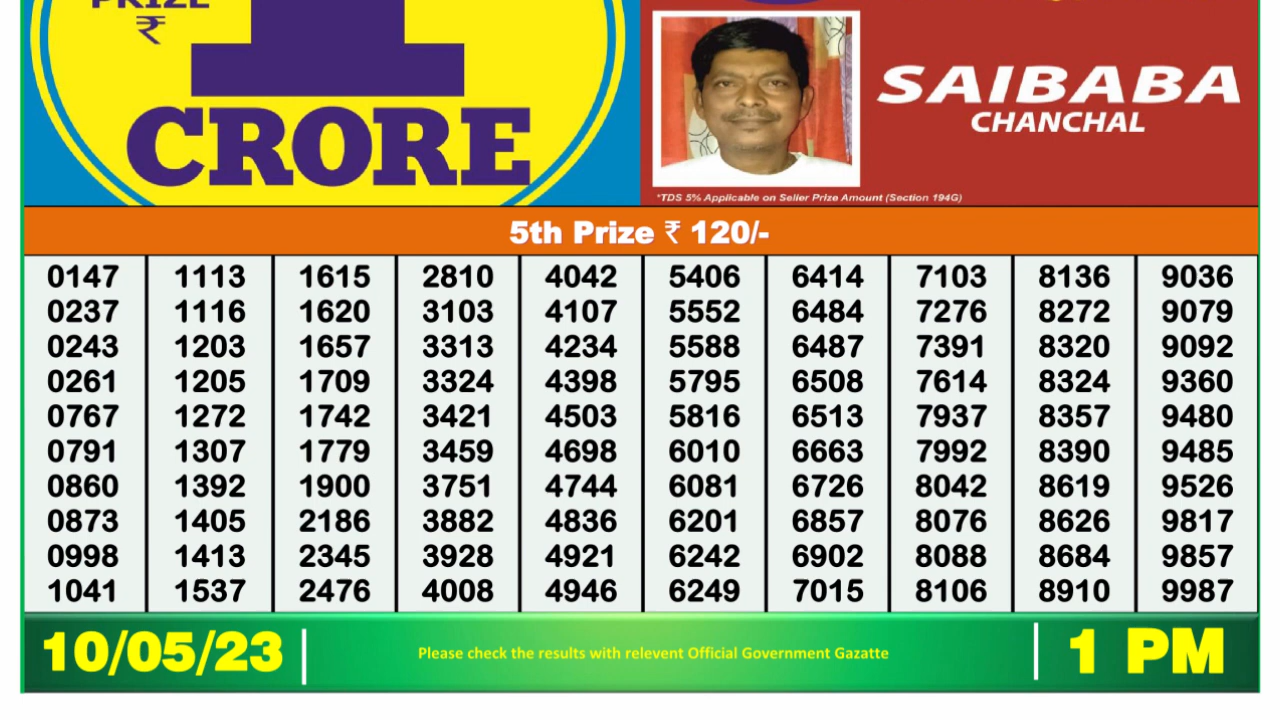 PRIZE
₹
1
CRORE
SAIBABA
CHANCHAL
*TDS 5% Applicable on Seller Prize Amount (Section 194G)
5th Prize ₹ 120/-
0147 1113 1615 2810 4042 5406 6414 7103 8136 9036
0237 1116 1620 3103 4107 5552 6484 7276 8272 9079
0243 1203 1657 3313 4234 5588 6487 7391 8320 9092
0261 1205 1709 3324 4398 5795 6508 7614 8324 9360
0767 1272 1742 3421 4503 5816 6513 7937 8357 9480
0791 1307 1779 3459 4698 6010 6663 7992 8390 9485
0860 1392 1900 3751 4744 6081 6726 8042 8619 9526
0873 1405 2186 3882 4836 6201 6857 8076 8626 9817
0998 1413 2345 3928 4921 6242 6902 8088 8684 9857
1041 1537 2476 4008 4946 6249 7015 8106 8910 9987
10/05/23
Please check the results with relevent Official Government Gazatte
1 PM